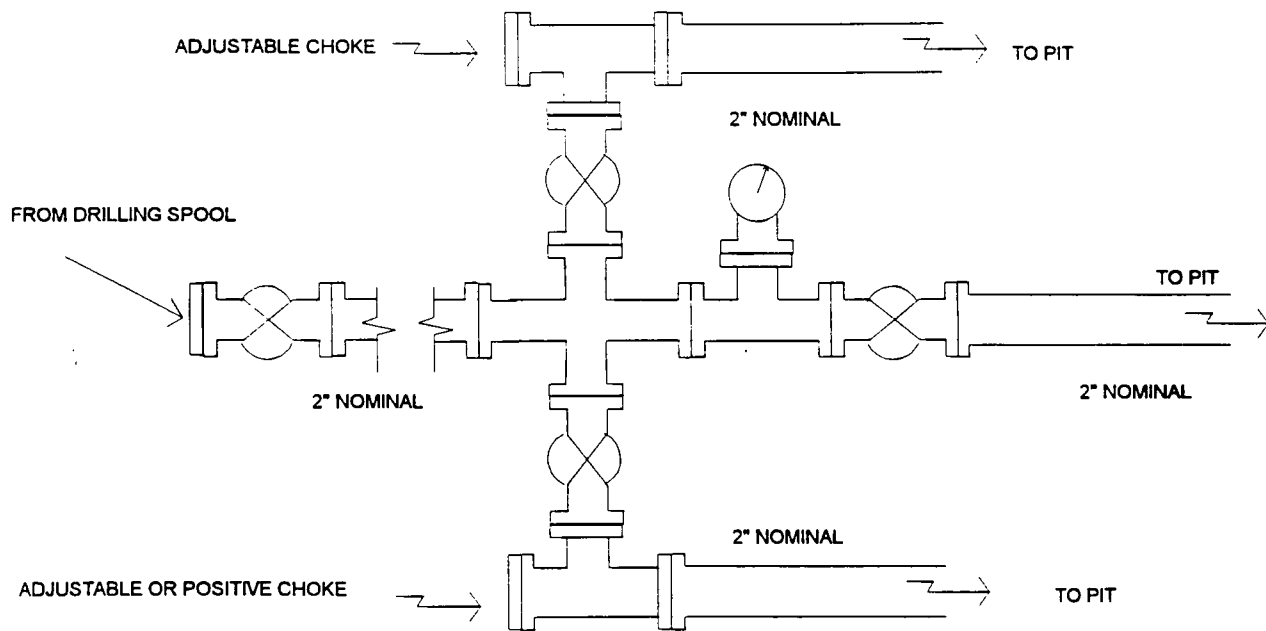 ADJUSTABLE CHOKE
TO PIT
2" NOMINAL
FROM DRILLING SPOOL
TO PIT
2" NOMINAL
2" NOMINAL
2" NOMINAL
ADJUSTABLE OR POSITIVE CHOKE
TO PIT